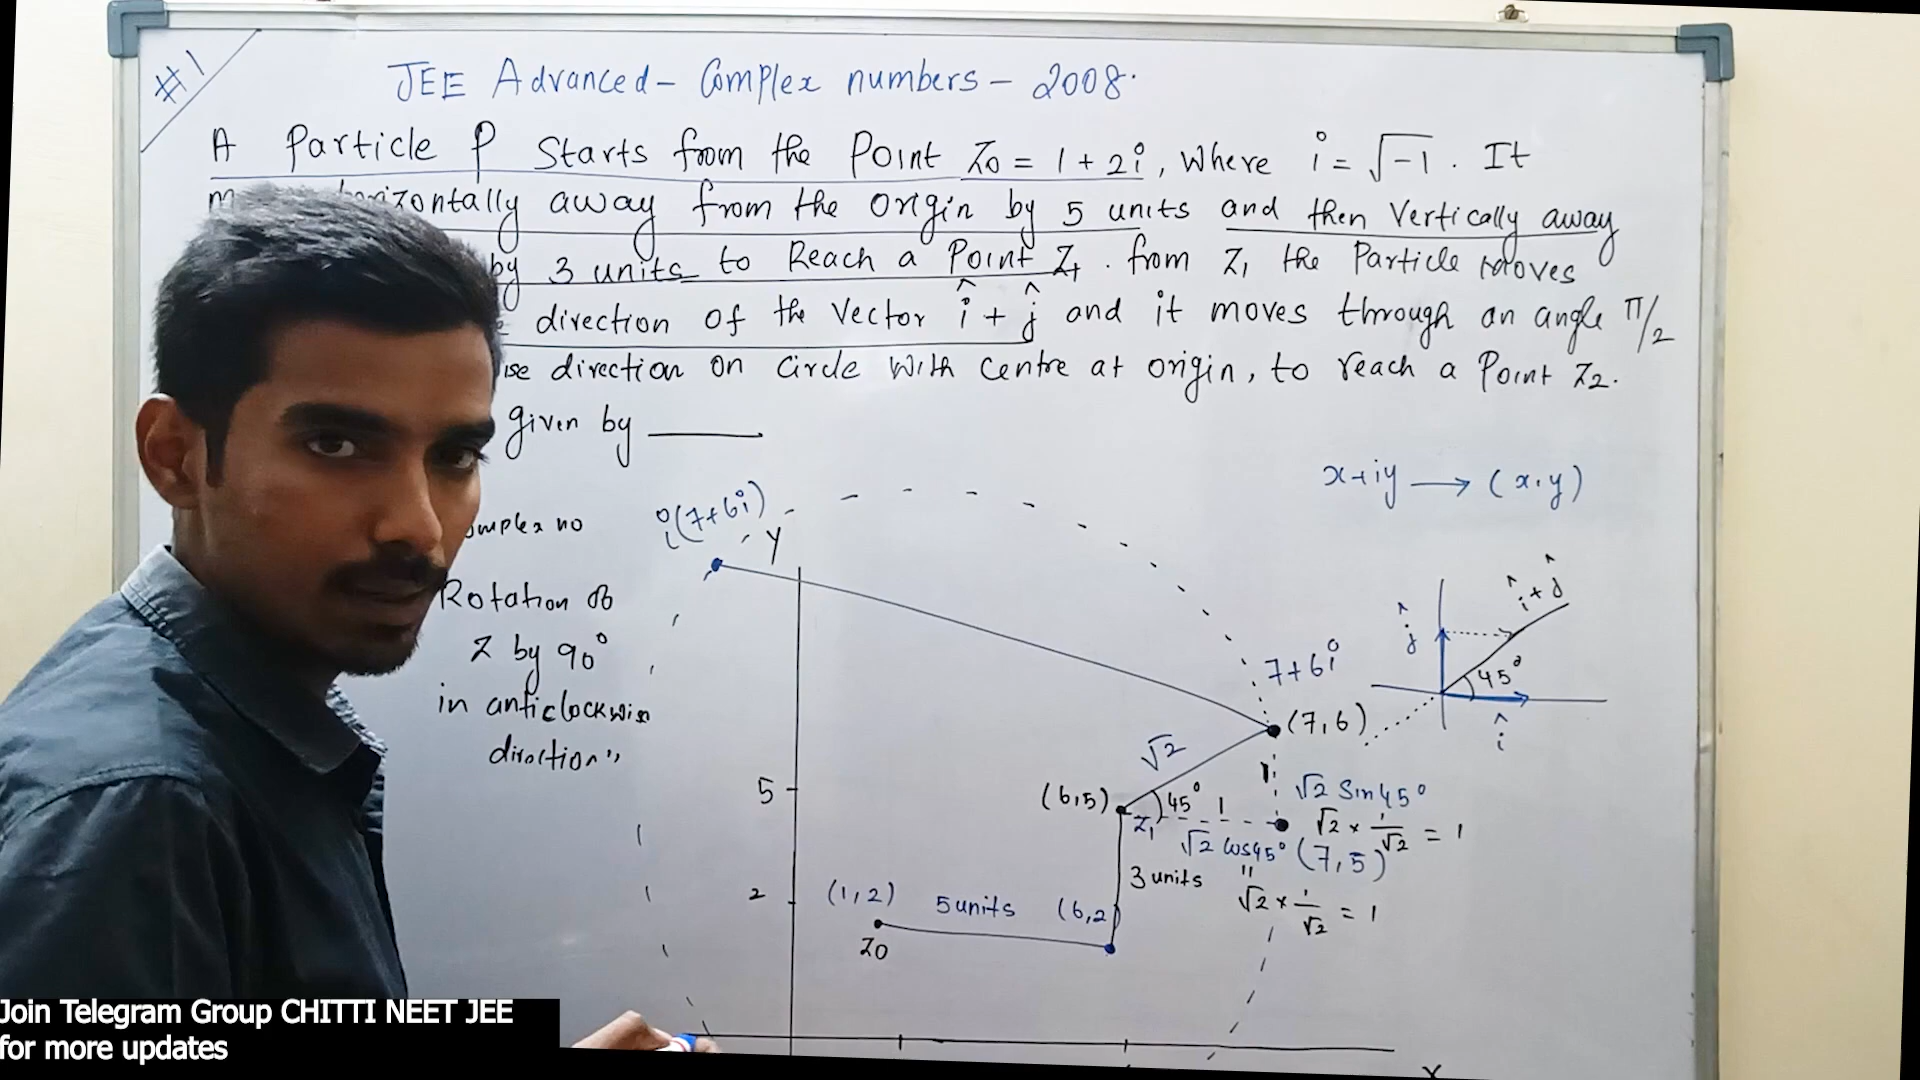 #1
JEE Advanced - Complex numbers - 2008.
A Particle P Starts from the Point Z0 = 1 + 2i, Where i = √-1. It
horizontally away from the origin by 5 units and then Vertically away
by 3 units to Reach a Point Z1. from Z1 the Particle moves
direction of the Vector î + ĵ and it moves through an angle π/2
direction on Circle With Centre at origin, to reach a Point Z2.
given by ____
x+iy → (x,y)
no
i(7+6i)
Y
Rotation of
Z by 90°
in anticlockwise
direction"
î + ĵ
ĵ
45°
î
7+6i
(7,6)
√2
1
5
(6,5)
45°
1
Z1
√2 Sin45°
√2 × 1/√2 = 1
√2 cos45°
(7,5)
"
√2 × 1/√2 = 1
3 units
2
(1,2)
5units
(6,2)
Z0
X
Join Telegram Group CHITTI NEET JEE
for more updates